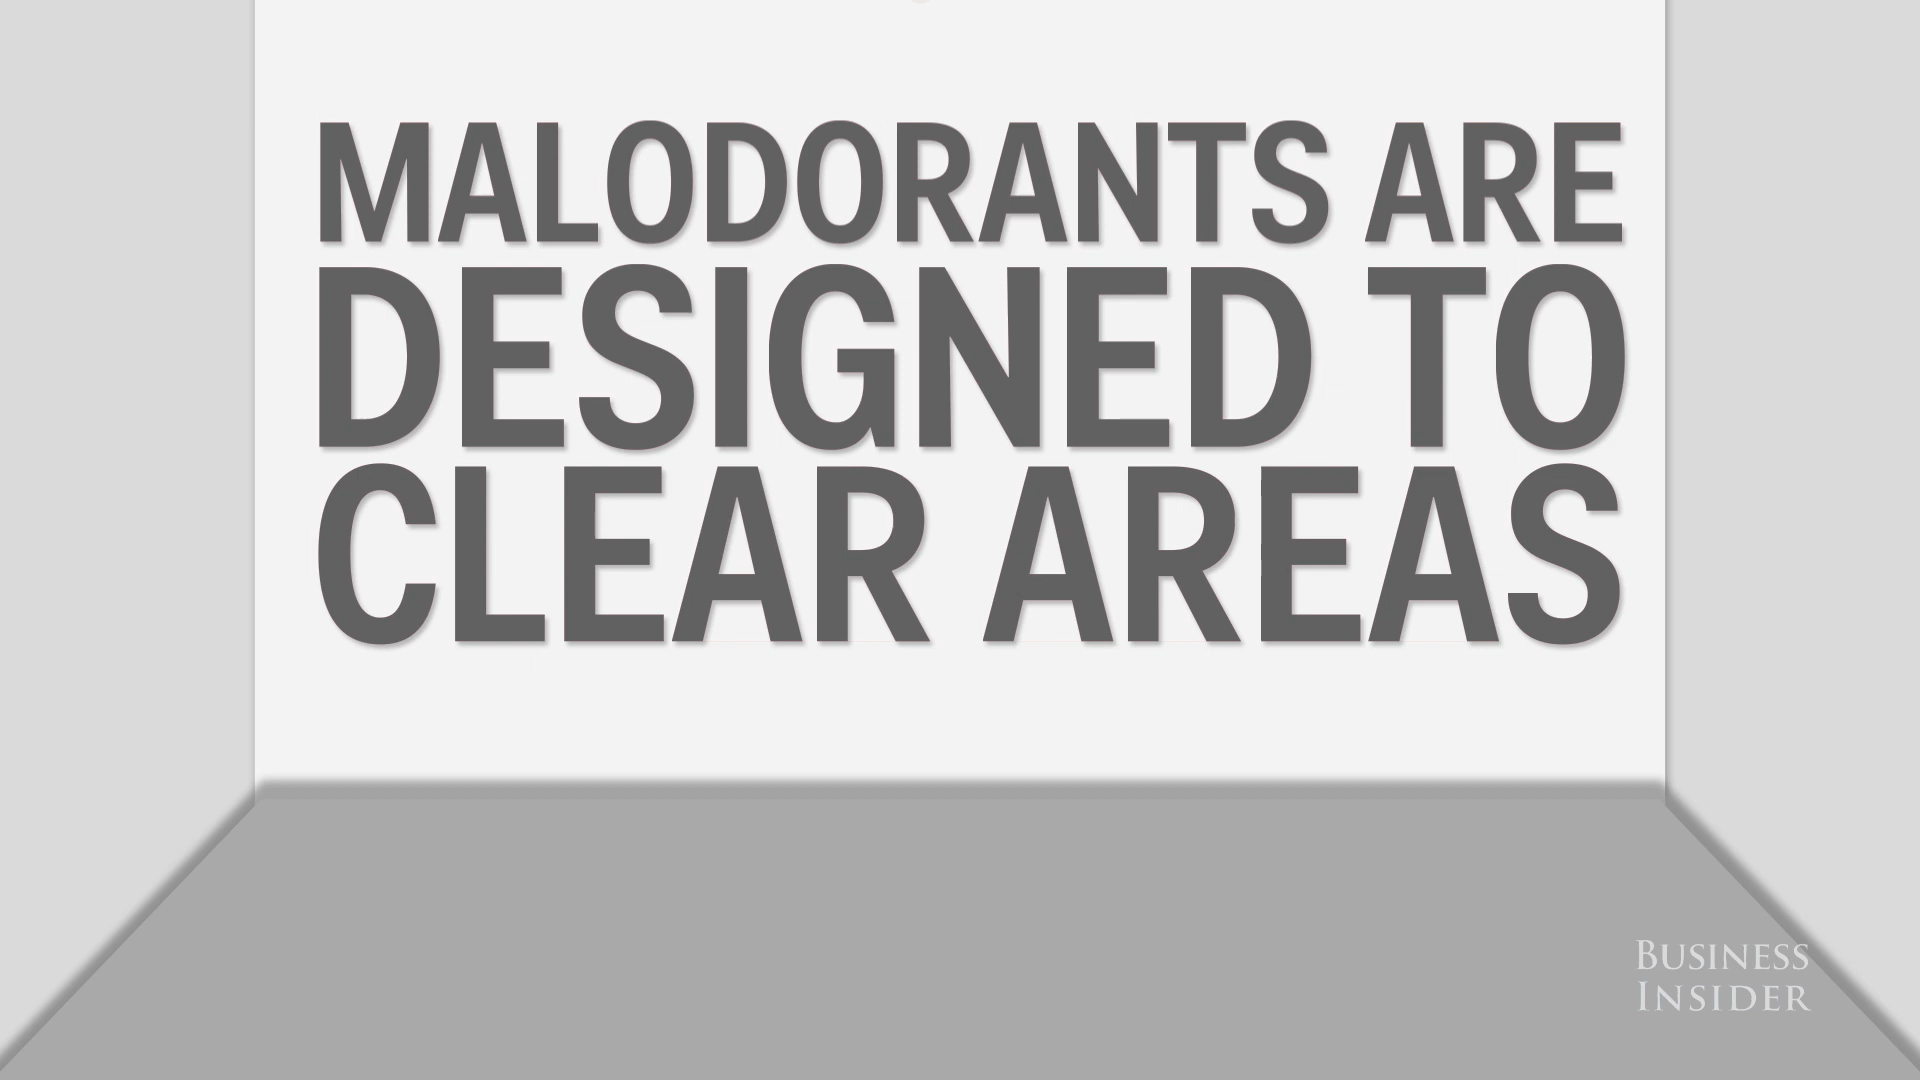 MALODORANTS ARE
DESIGNED TO
CLEAR AREAS
BUSINESS
INSIDER